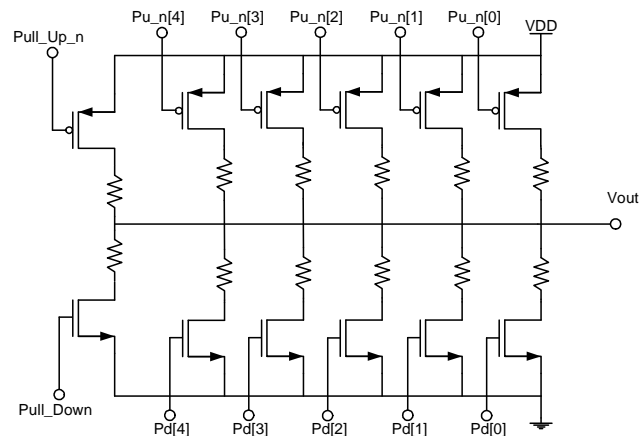 Pu_n[4]
Pu_n[3]
Pu_n[2]
Pu_n[1]
Pu_n[0]
Pull_Up_n
VDD
Vout
Pull_Down
Pd[4]
Pd[3]
Pd[2]
Pd[1]
Pd[0]